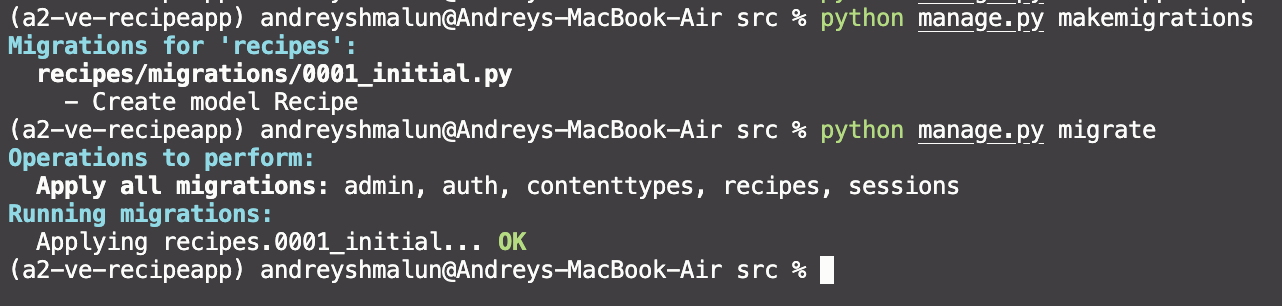 (a2-ve-recipeapp) andreyshmalun@Andreys-MacBook-Air src % python manage.py makemigrations
Migrations for 'recipes':
  recipes/migrations/0001_initial.py
    - Create model Recipe
(a2-ve-recipeapp) andreyshmalun@Andreys-MacBook-Air src % python manage.py migrate
Operations to perform:
  Apply all migrations: admin, auth, contenttypes, recipes, sessions
Running migrations:
  Applying recipes.0001_initial... OK
(a2-ve-recipeapp) andreyshmalun@Andreys-MacBook-Air src %